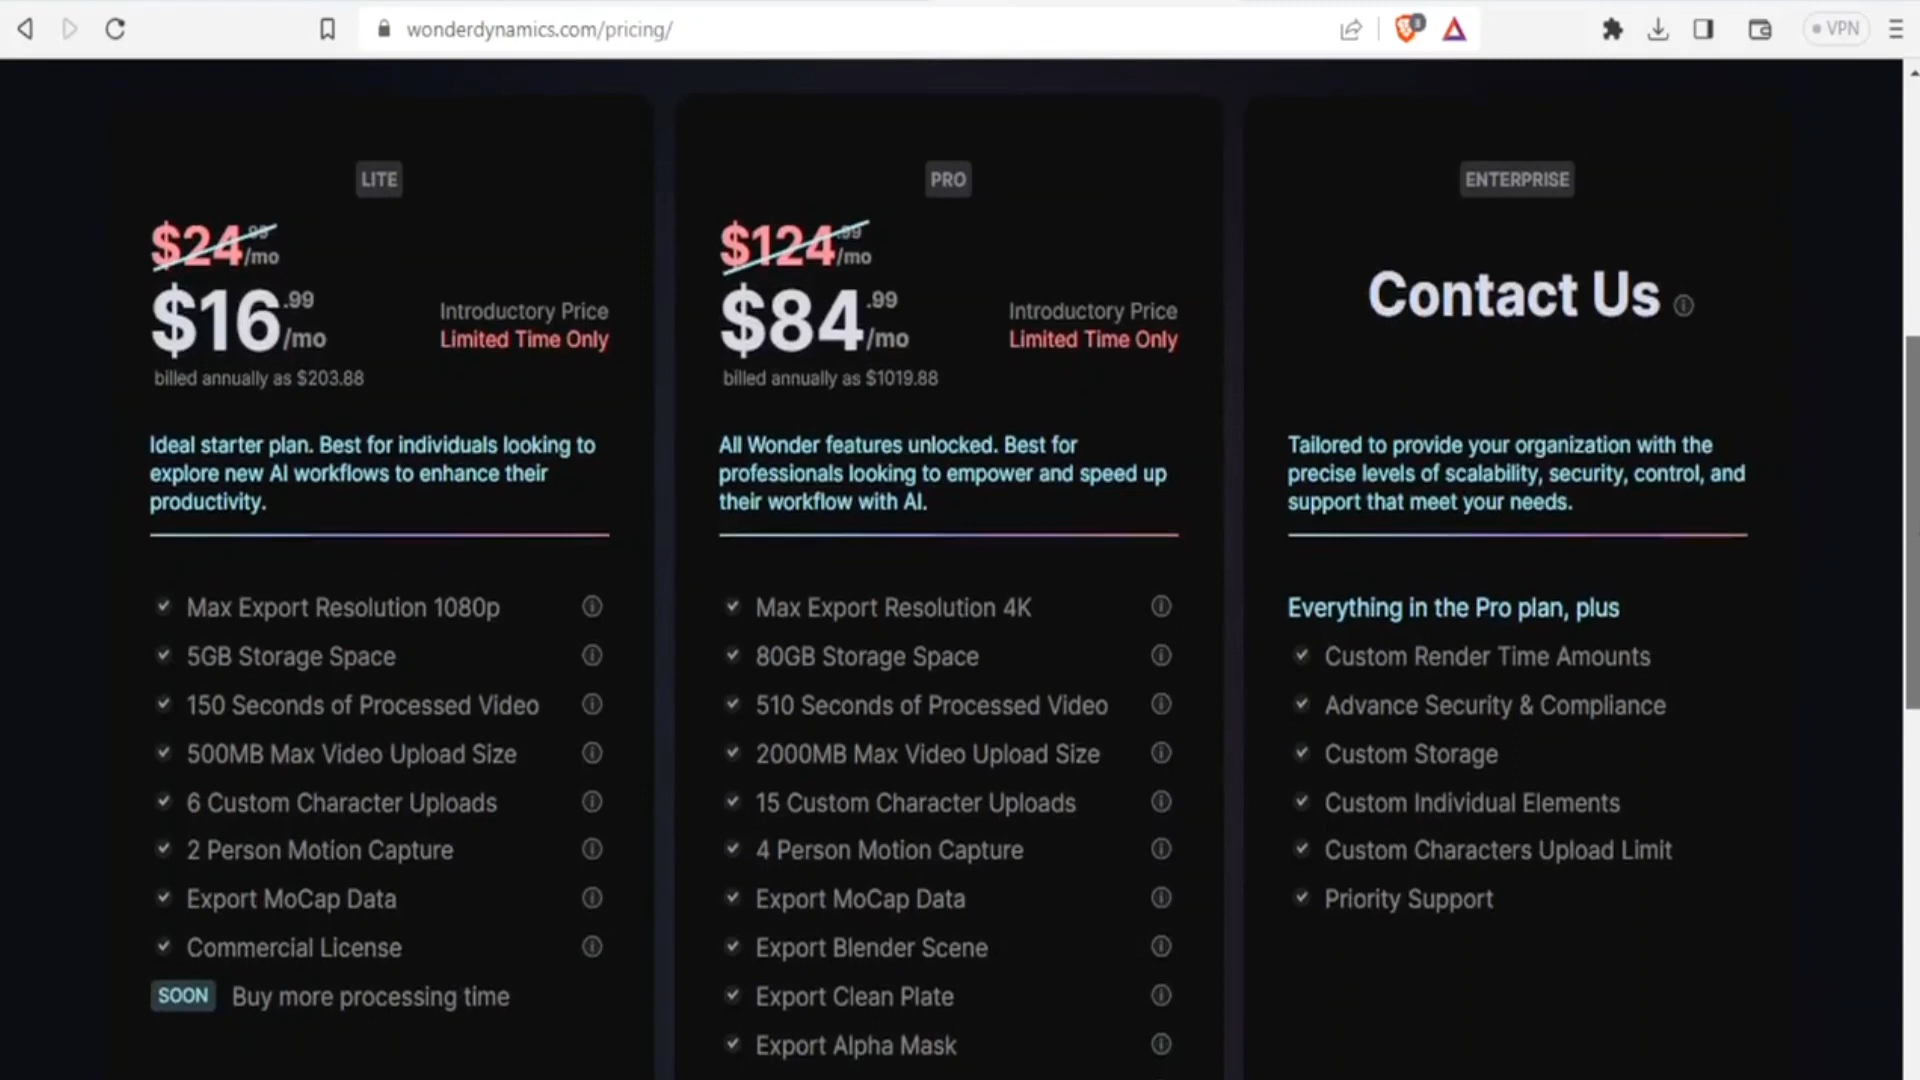 wonderdynamics.com/pricing/
VPN
LITE
$24.99/mo
$16.99/mo
Introductory Price
Limited Time Only
billed annually as $203.88
Ideal starter plan. Best for individuals looking to
explore new AI workflows to enhance their
productivity.
Max Export Resolution 1080p
5GB Storage Space
150 Seconds of Processed Video
500MB Max Video Upload Size
6 Custom Character Uploads
2 Person Motion Capture
Export MoCap Data
Commercial License
SOON Buy more processing time
PRO
$124.99/mo
$84.99/mo
Introductory Price
Limited Time Only
billed annually as $1019.88
All Wonder features unlocked. Best for
professionals looking to empower and speed up
their workflow with AI.
Max Export Resolution 4K
80GB Storage Space
510 Seconds of Processed Video
2000MB Max Video Upload Size
15 Custom Character Uploads
4 Person Motion Capture
Export MoCap Data
Export Blender Scene
Export Clean Plate
Export Alpha Mask
ENTERPRISE
Contact Us
Tailored to provide your organization with the
precise levels of scalability, security, control, and
support that meet your needs.
Everything in the Pro plan, plus
Custom Render Time Amounts
Advance Security & Compliance
Custom Storage
Custom Individual Elements
Custom Characters Upload Limit
Priority Support